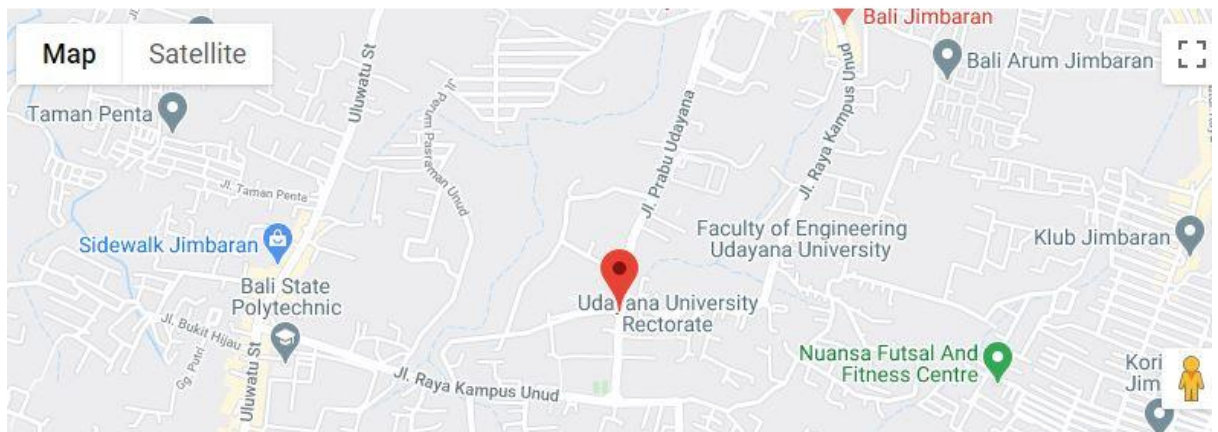 Map
Satellite
Bali Jimbaran
Bali Arum Jimbaran
Taman Penta
Uluwatu St
Jl. Perum Pasraman Unud
Jl. Prabu Udayana
Jl. Raya Kampus Unud
Jl. Taman Penta
Sidewalk Jimbaran
Faculty of Engineering
Udayana University
Klub Jimbaran
Bali State
Polytechnic
Udayana University
Rectorate
Jl. Bukit Hijau
Gg. Putri
Uluwatu St
Jl. Raya Kampus Unud
Nuansa Futsal And
Fitness Centre
Kori
Jim